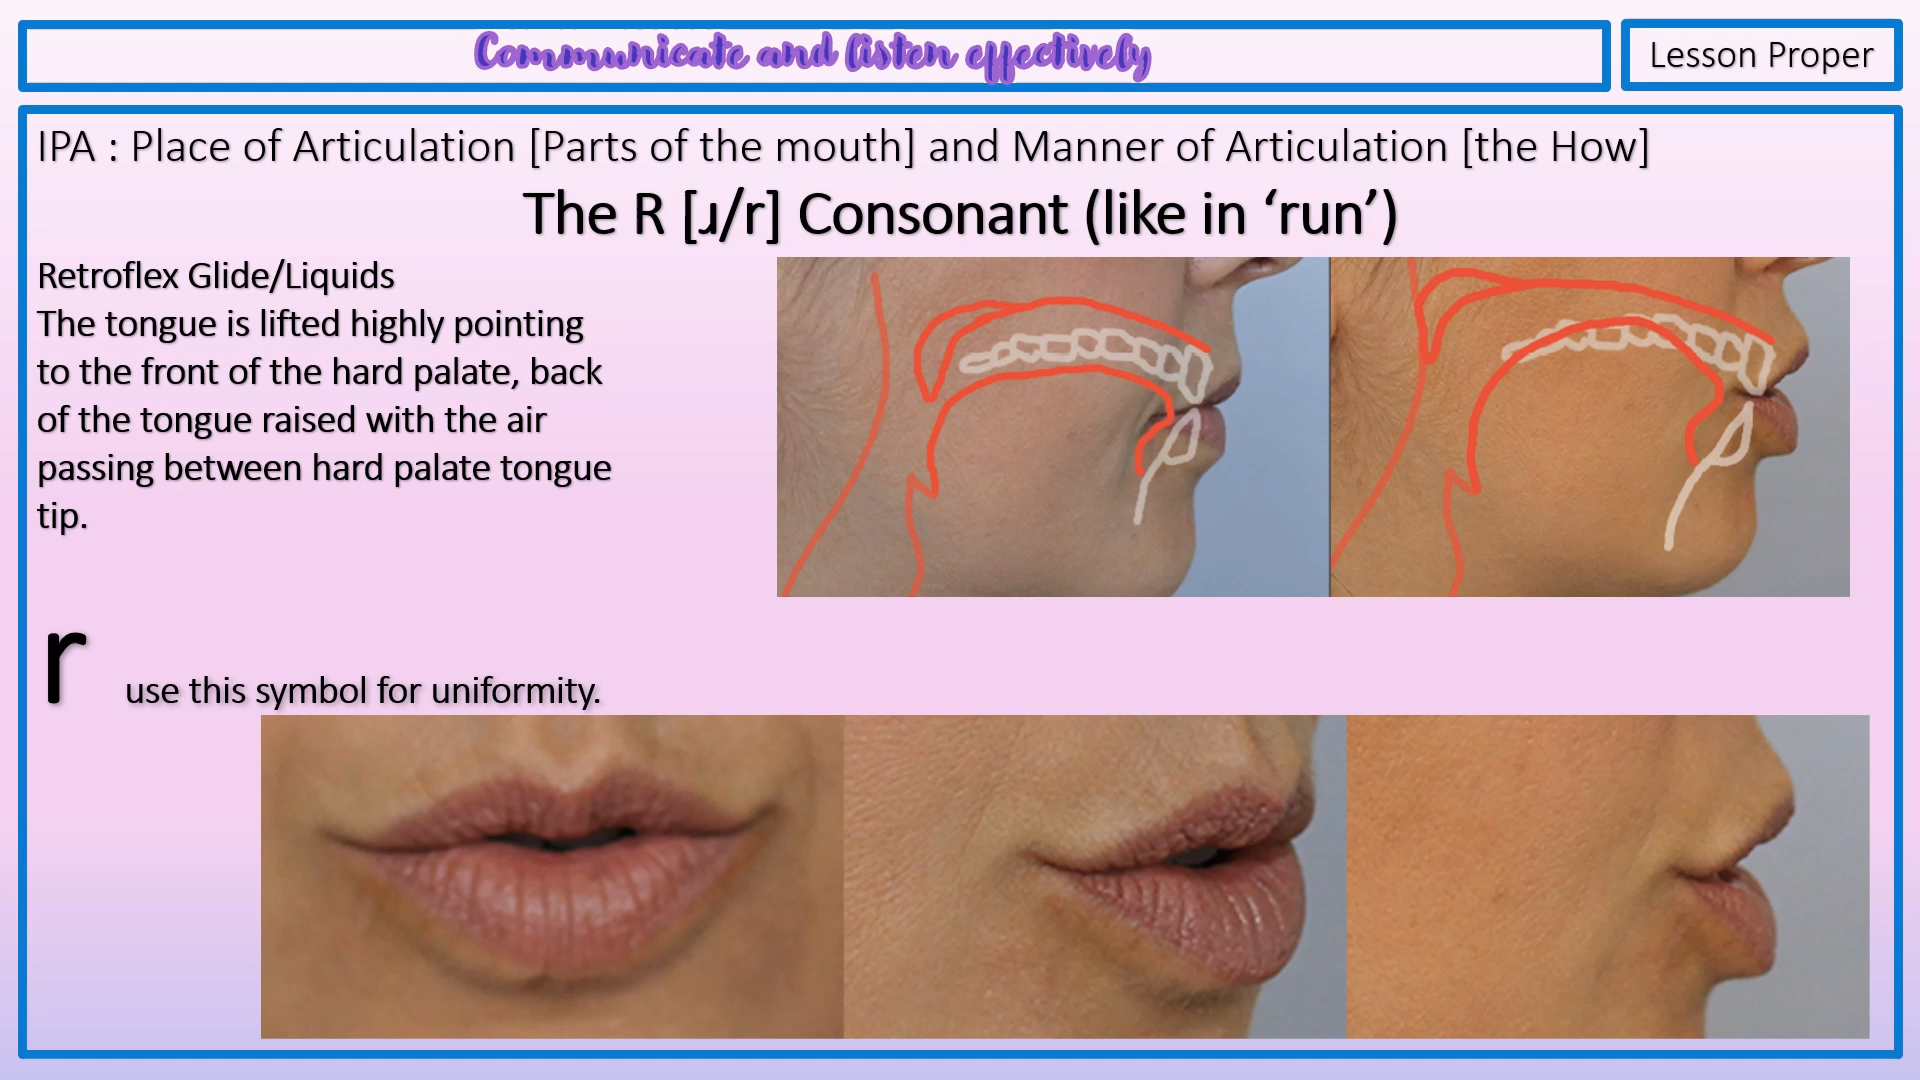 Communicate and listen effectively
Lesson Proper
IPA : Place of Articulation [Parts of the mouth] and Manner of Articulation [the How]
The R [ɹ/r] Consonant (like in ‘run’)
Retroflex Glide/Liquids
The tongue is lifted highly pointing
to the front of the hard palate, back
of the tongue raised with the air
passing between hard palate tongue
tip.
r use this symbol for uniformity.